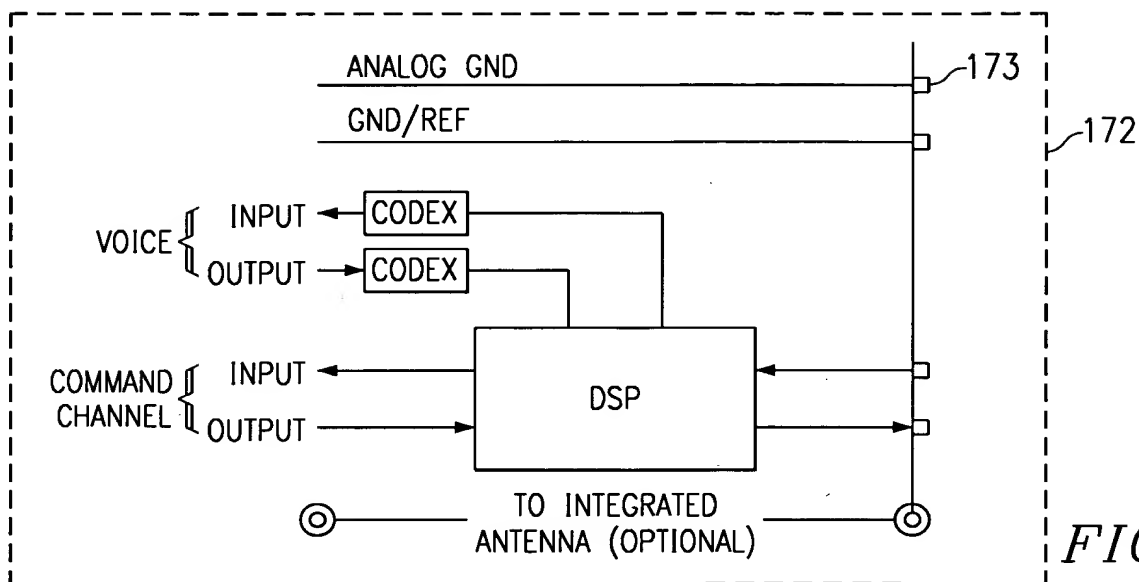 ANALOG GND
173
GND/REF
172
INPUT
CODEX
VOICE
OUTPUT
CODEX
INPUT
COMMAND
CHANNEL
DSP
OUTPUT
TO INTEGRATED
ANTENNA (OPTIONAL)